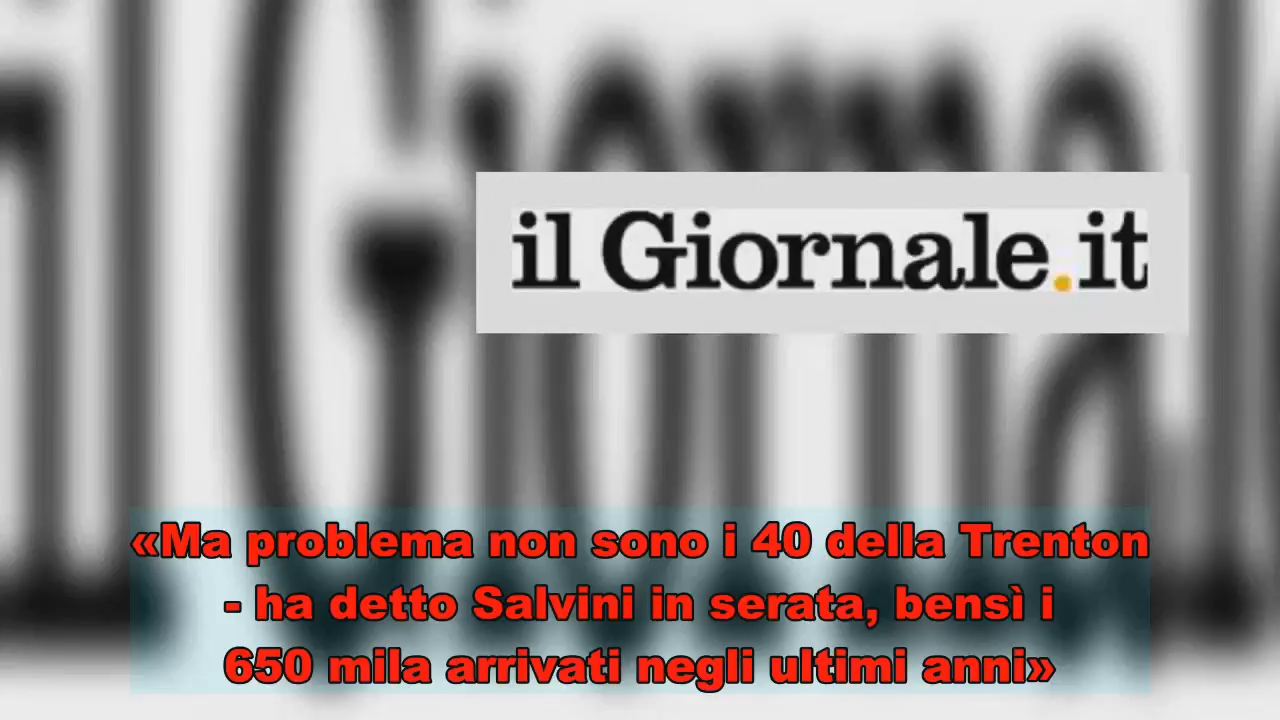 il Giornale.it
«Ma problema non sono i 40 della Trenton
- ha detto Salvini in serata, bensì i
650 mila arrivati negli ultimi anni»